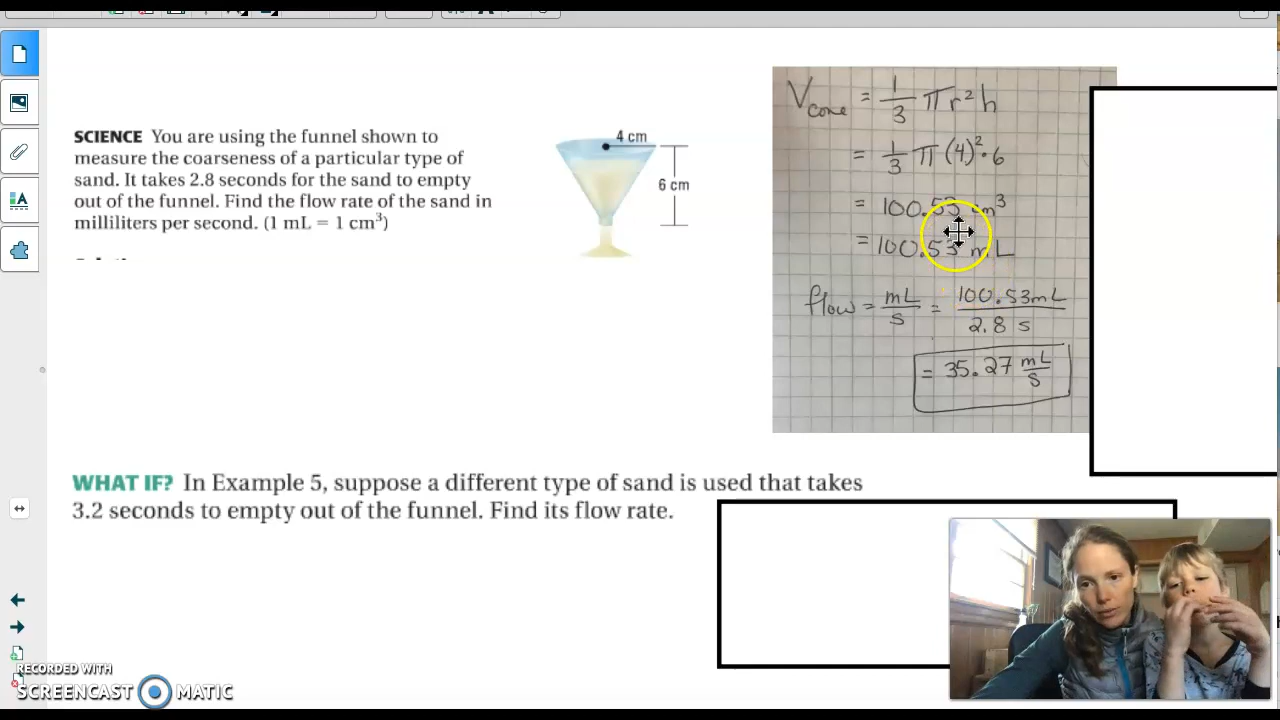 SCIENCE You are using the funnel shown to
measure the coarseness of a particular type of
sand. It takes 2.8 seconds for the sand to empty
out of the funnel. Find the flow rate of the sand in
milliliters per second. (1 mL = 1 cm³)
4 cm
6 cm
V cone = 1/3 πr²h
= 1/3 π(4)²·6
= 100.53 cm³
= 100.53 mL
flow = mL/s = 100.53mL/2.8 s
= 35.27 mL/s
WHAT IF? In Example 5, suppose a different type of sand is used that takes
3.2 seconds to empty out of the funnel. Find its flow rate.
RECORDED WITH
SCREENCAST MATIC